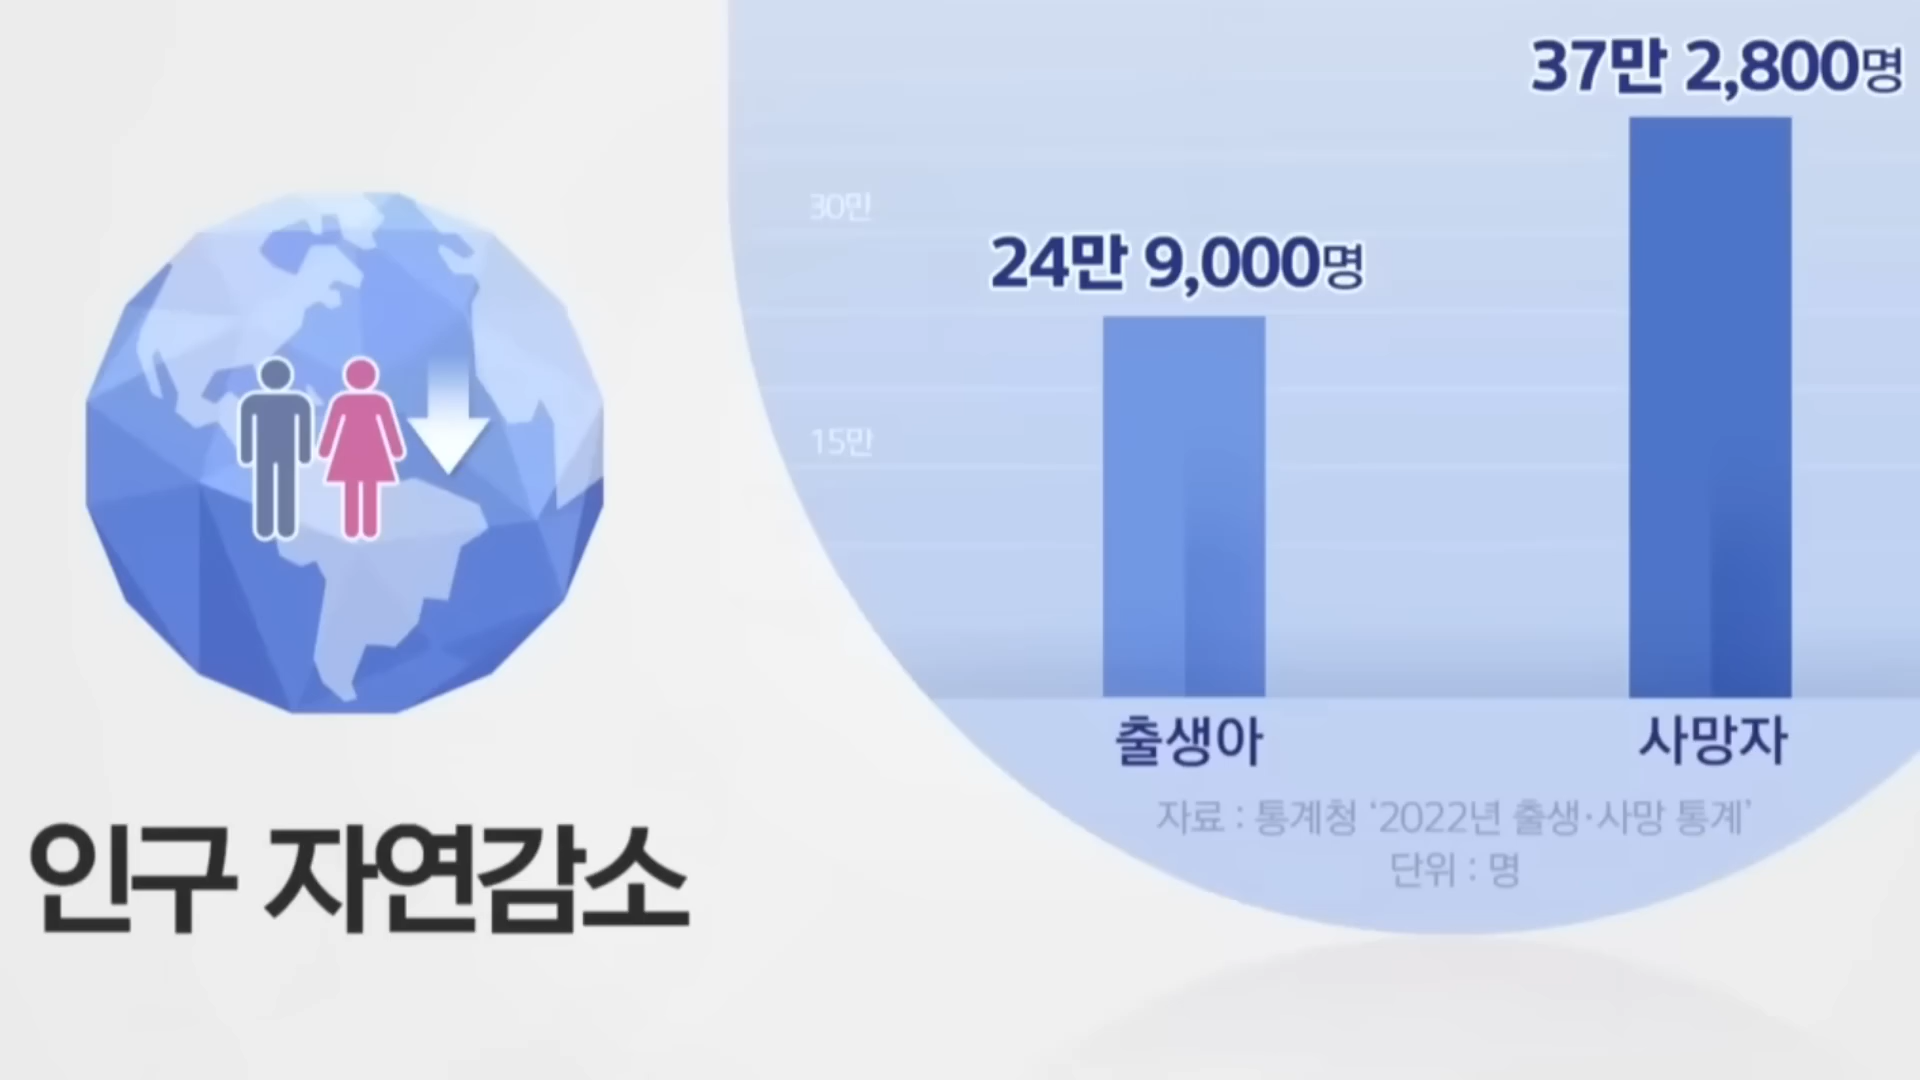 37만 2,800명
30만
24만 9,000명
15만
출생아
사망자
자료 : 통계청 ‘2022년 출생·사망 통계’
단위 : 명
인구 자연감소